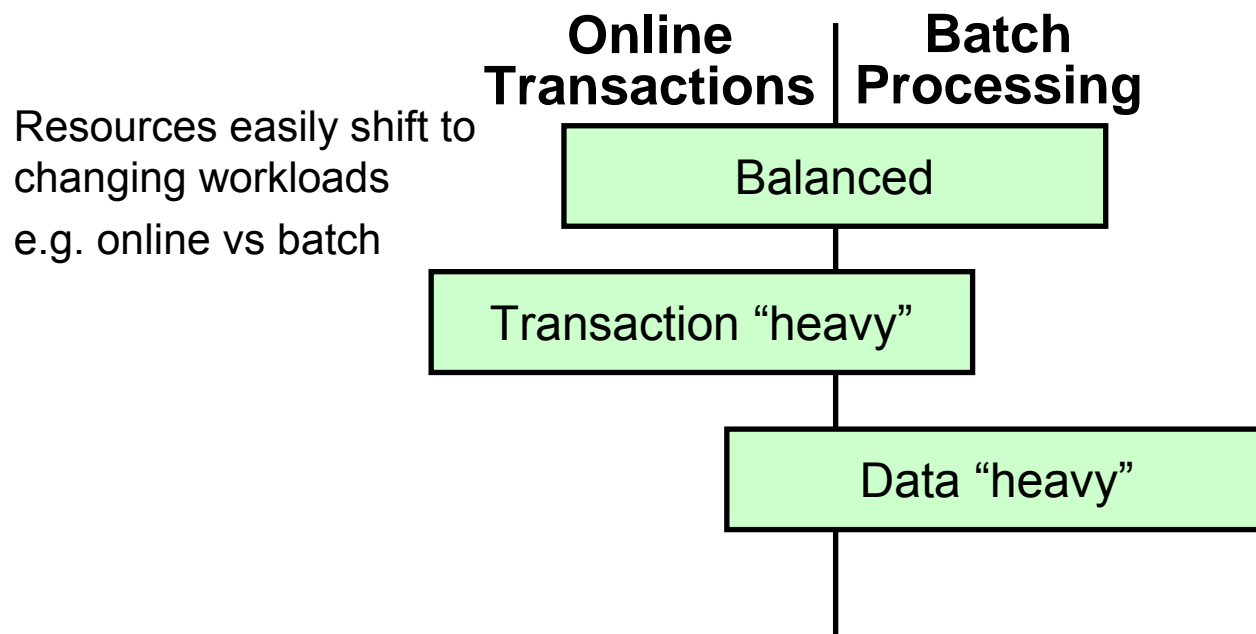 Online
Transactions
Batch
Processing
Resources easily shift to
changing workloads
e.g. online vs batch
Balanced
Transaction “heavy”
Data “heavy”